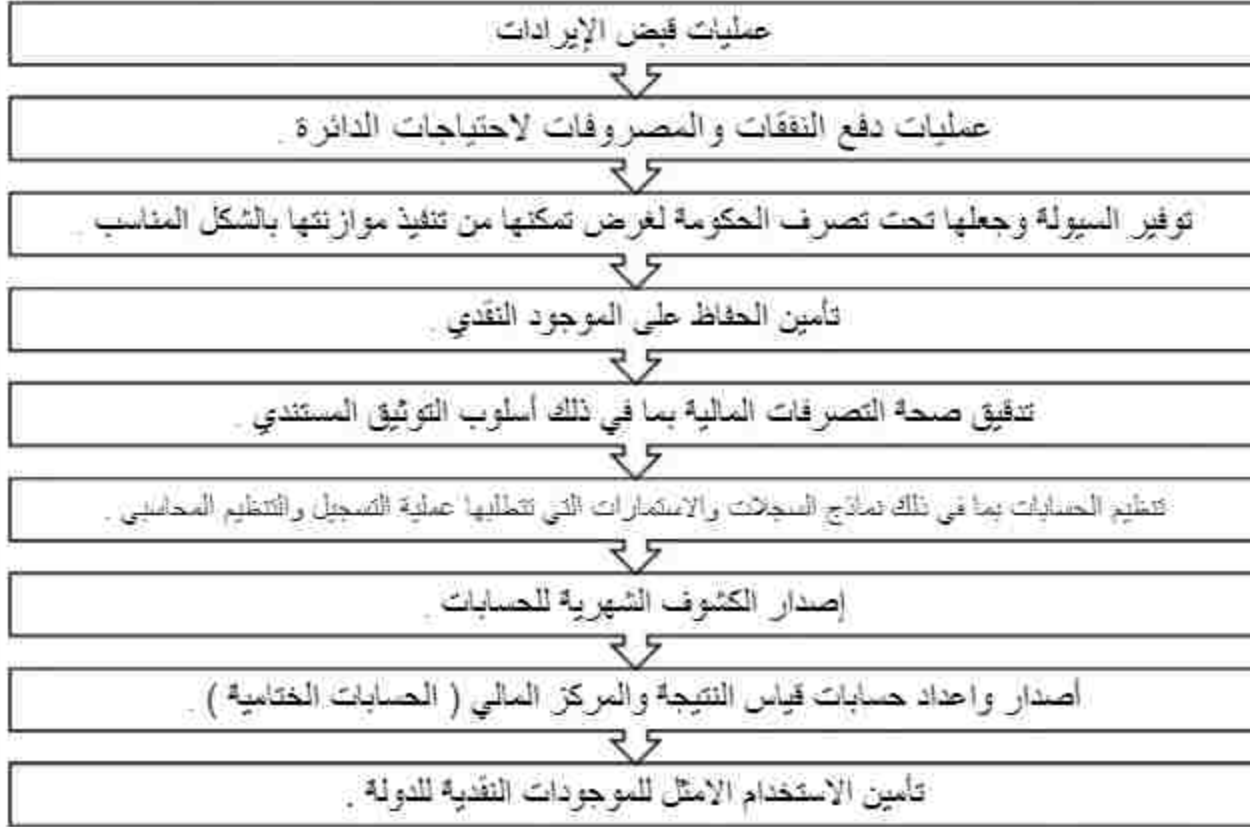 عمليات قبض الإيرادات
عمليات دفع النفقات والمصروفات لاحتياجات الدائرة .
توفير السيولة وجعلها تحت تصرف الحكومة لغرض تمكنها من تنفيذ موازنتها بالشكل المناسب .
تأمين الحفاظ على الموجود النقدي .
تدقيق صحة التصرفات المالية بما في ذلك أسلوب التوثيق المستندي .
تنظيم الحسابات بما في ذلك نماذج السجلات والاستمارات التي تتطلبها عملية التسجيل والتنظيم المحاسبي .
إصدار الكشوف الشهرية للحسابات .
أصدار واعداد حسابات قياس النتيجة والمركز المالي ( الحسابات الختامية ) .
تأمين الاستخدام الامثل للموجودات النقدية للدولة .